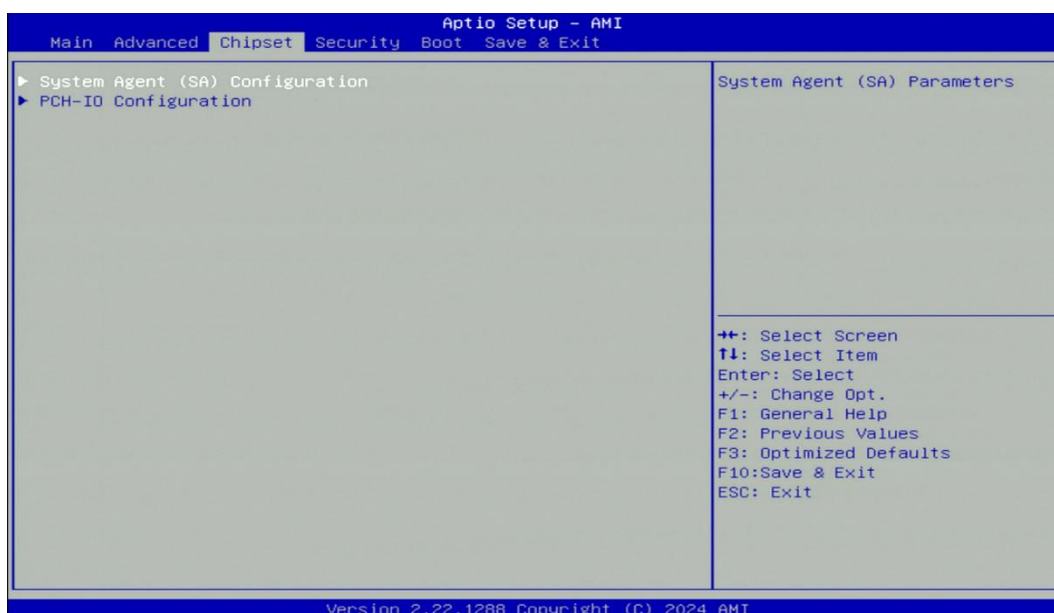 Aptio Setup – AMI
Main Advanced Chipset Security Boot Save & Exit
► System Agent (SA) Configuration
► PCH-IO Configuration
System Agent (SA) Parameters
→←: Select Screen
↑↓: Select Item
Enter: Select
+/-: Change Opt.
F1: General Help
F2: Previous Values
F3: Optimized Defaults
F10:Save & Exit
ESC: Exit
Version 2.22.1288 Copyright (C) 2024 AMI